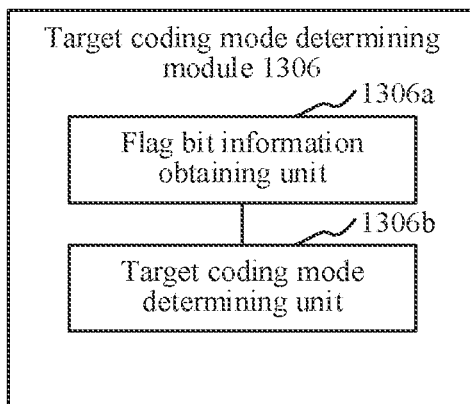 Target coding mode determining
module 1306
1306a
Flag bit information
obtaining unit
1306b
Target coding mode
determining unit